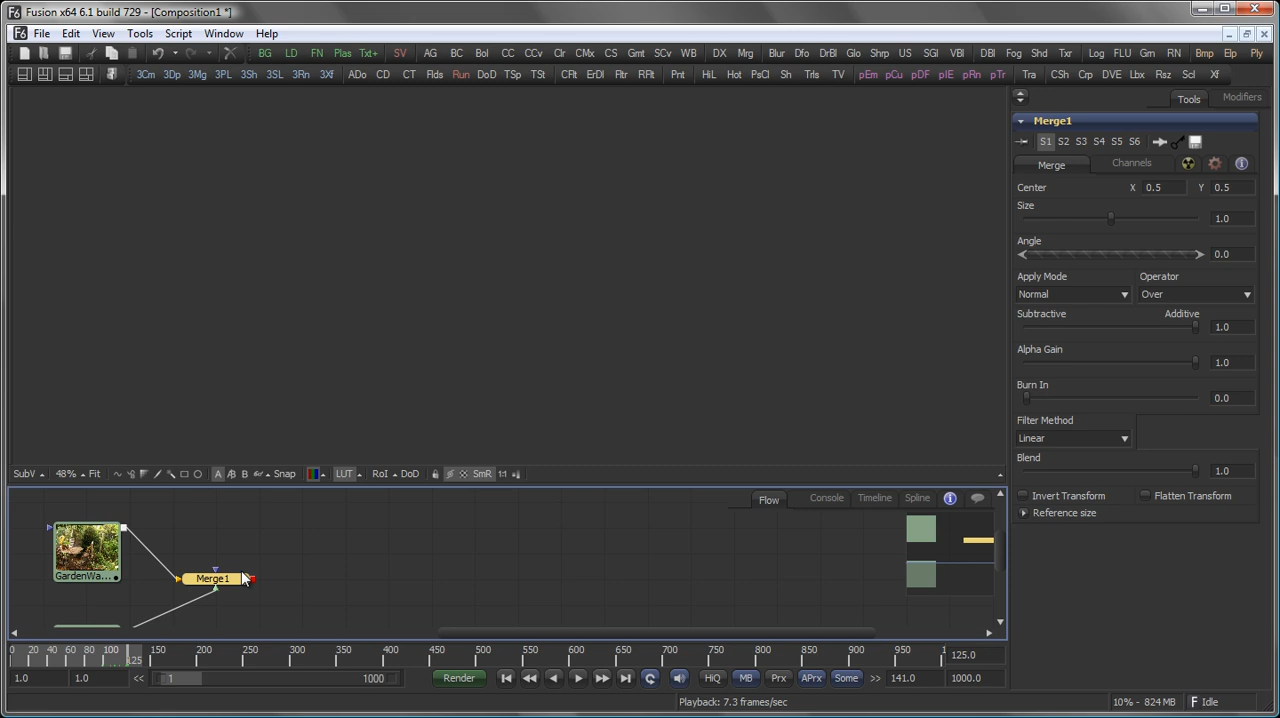 Fusion x64 6.1 build 729 - [Composition1 *]
File Edit View Tools Script Window Help
BG LD FN Plas Txt+ SV AG BC Bol CC CCv Clr CMx CS Gmt SCv WB DX Mrg Blur Dfo DrBl Glo Shrp US SGl VBl DBl Fog Shd Txr Log FLU Gm RN Bmp Elp Ply
3Cm 3Dp 3Mg 3PL 3Sh 3SL 3Rn 3Xf ADo CD CT Flds Run DoD TSp TSt CFlt ErDl Fltr RFlt Pnt HiL Hot PsCl Sh Trls TV pEm pCu pDF pIE pRn pTr Tra CSh Crp DVE Lbx Rsz Scl Xf
Tools Modifiers
Merge1
S1 S2 S3 S4 S5 S6
Merge Channels
Center X 0.5 Y 0.5
Size
1.0
Angle
0.0
Apply Mode Operator
Normal Over
Subtractive Additive
1.0
Alpha Gain
1.0
Burn In
0.0
Filter Method
Linear
Blend
1.0
Invert Transform Flatten Transform
Reference size
SubV 48% Fit A B Snap LUT RoI DoD SmR 1:1
Flow Console Timeline Spline
GardenWa...
Merge1
0 20 40 60 80 100 125 150 200 250 300 350 400 450 500 550 600 650 700 750 800 850 900 950 1 125.0
1.0 1.0 << 1 1000 Render HiQ MB Prx APrx Some >> 141.0 1000.0
Playback: 7.3 frames/sec 10% - 824 MB Idle